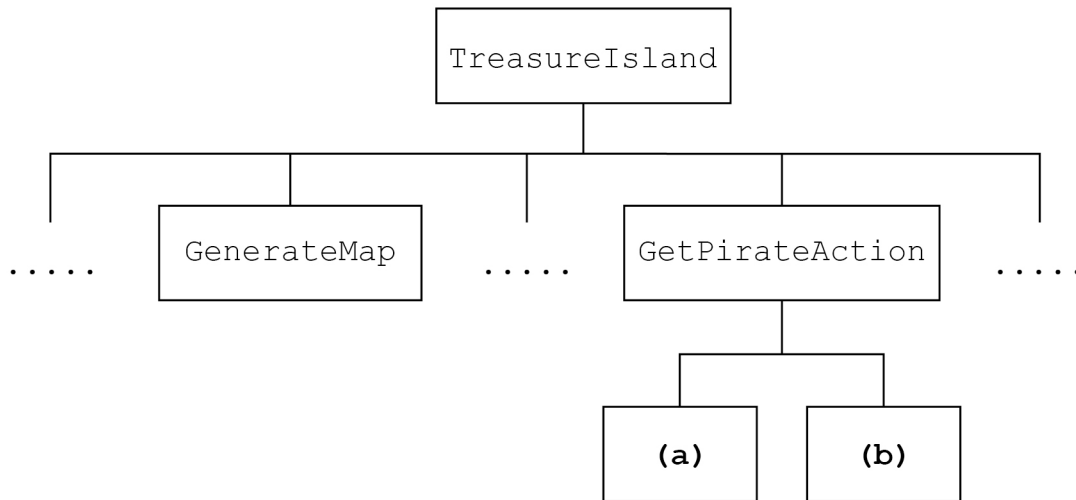 TreasureIsland
GenerateMap
GetPirateAction
.....
.....
.....
(a)
(b)